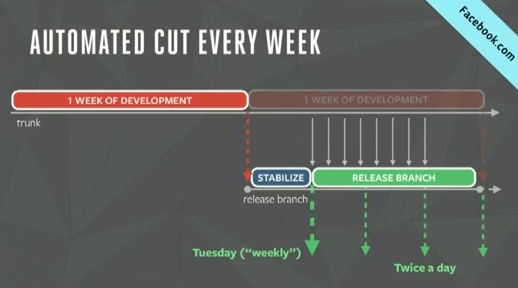 Facebook.com
AUTOMATED CUT EVERY WEEK
1 WEEK OF DEVELOPMENT
1 WEEK OF DEVELOPMENT
trunk
STABILIZE
RELEASE BRANCH
release branch
Tuesday ("weekly")
Twice a day